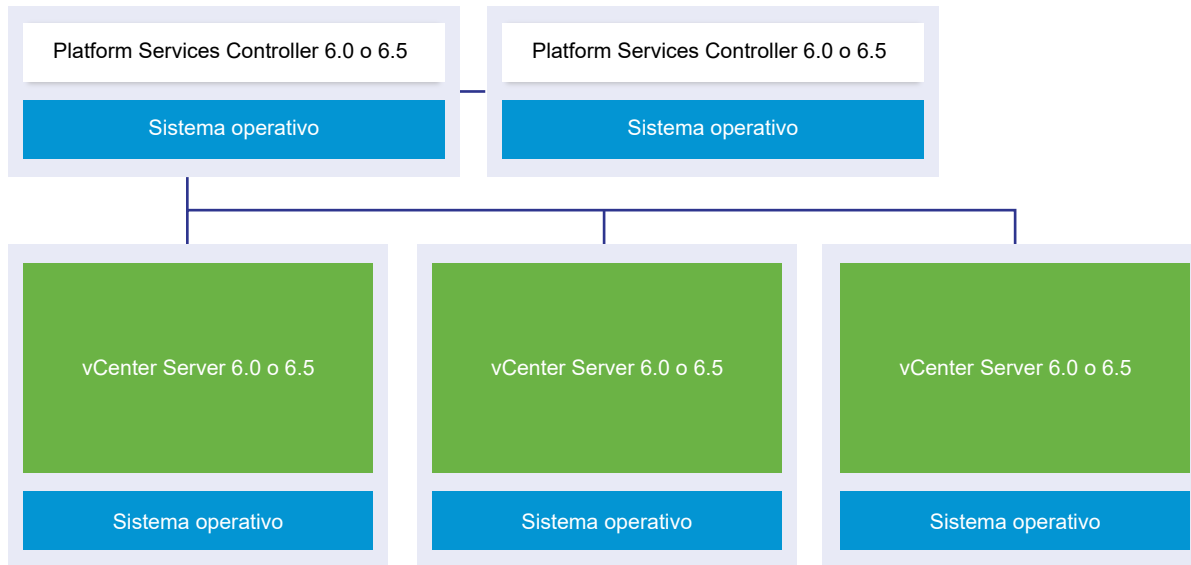 Platform Services Controller 6.0 o 6.5
Platform Services Controller 6.0 o 6.5
Sistema operativo
Sistema operativo
vCenter Server 6.0 o 6.5
vCenter Server 6.0 o 6.5
vCenter Server 6.0 o 6.5
Sistema operativo
Sistema operativo
Sistema operativo